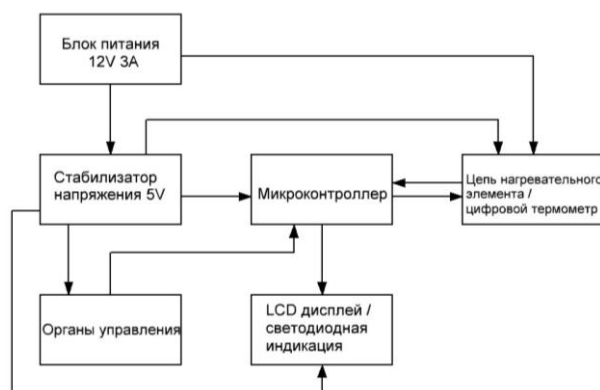 Блок питания
12V 3A
Стабилизатор
напряжения 5V
Микроконтроллер
Цепь нагревательного
элемента /
цифровой термометр
Органы управления
LCD дисплей /
светодиодная
индикация